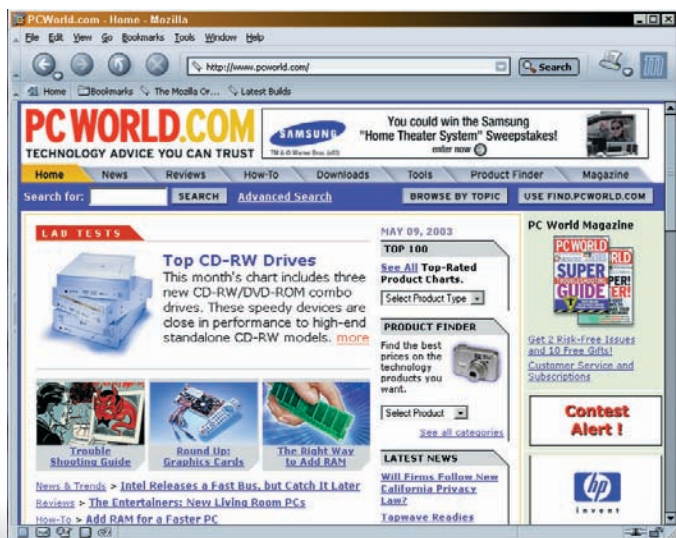 PCWorld.com - Home - Mozilla
File Edit View Go Bookmarks Tools Window Help
http://www.pcworld.com/
Search
Home Bookmarks The Mozilla Or... Latest Builds
PC WORLD.COM
TECHNOLOGY ADVICE YOU CAN TRUST
SAMSUNG
You could win the Samsung
"Home Theater System" Sweepstakes!
enter now
Home News Reviews How-To Downloads Tools Product Finder Magazine
Search for: SEARCH Advanced Search BROWSE BY TOPIC USE FIND.PCWORLD.COM
LAB TESTS
Top CD-RW Drives
This month's chart includes three
new CD-RW/DVD-ROM combo
drives. These speedy devices are
close in performance to high-end
standalone CD-RW models. more
Trouble
Shooting Guide
Round Up:
Graphics Cards
The Right Way
to Add RAM
News & Trends > Intel Releases a Fast Bus, but Catch It Later
Reviews > The Entertainers: New Living Room PCs
How-To > Add RAM for a Faster PC
MAY 09, 2003
TOP 100
See All Top-Rated
Product Charts.
Select Product Type
PRODUCT FINDER
Find the best
prices on the
technology
products you
want.
Select Product
See all categories
LATEST NEWS
Will Firms Follow New
California Privacy
Law?
Tapwave Readies
PC World Magazine
PC WORLD
SUPER
GUIDE
Get 2 Risk-Free Issues
and 10 Free Gifts!
Customer Service and
Subscriptions
Contest
Alert !
hp
invent